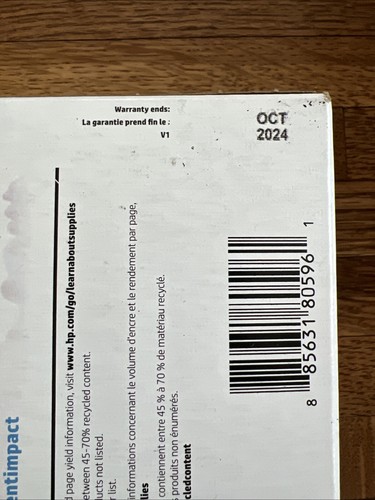 Warranty ends:
La garantie prend fin le :
V1
OCT
2024
www.hp.com/go/learnaboutsupplies
page yield information, visit
etween 45-70% recycled content.
ucts not listed.
list.
informations concernant le volume d'encre et le rendement par page,
lies
contiennent entre 45 % à 70 % de matériau recyclé.
s produits non énumérés.
cledcontent
entimpact
8 85631 80596 1